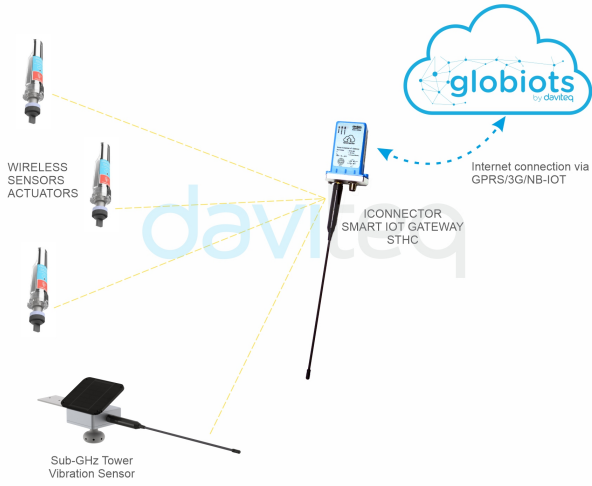 globiots
by daviteq
WIRELESS
SENSORS
ACTUATORS
Internet connection via
GPRS/3G/NB-IOT
ICONNECTOR
SMART IOT GATEWAY
STHC
daviteq
Sub-GHz Tower
Vibration Sensor